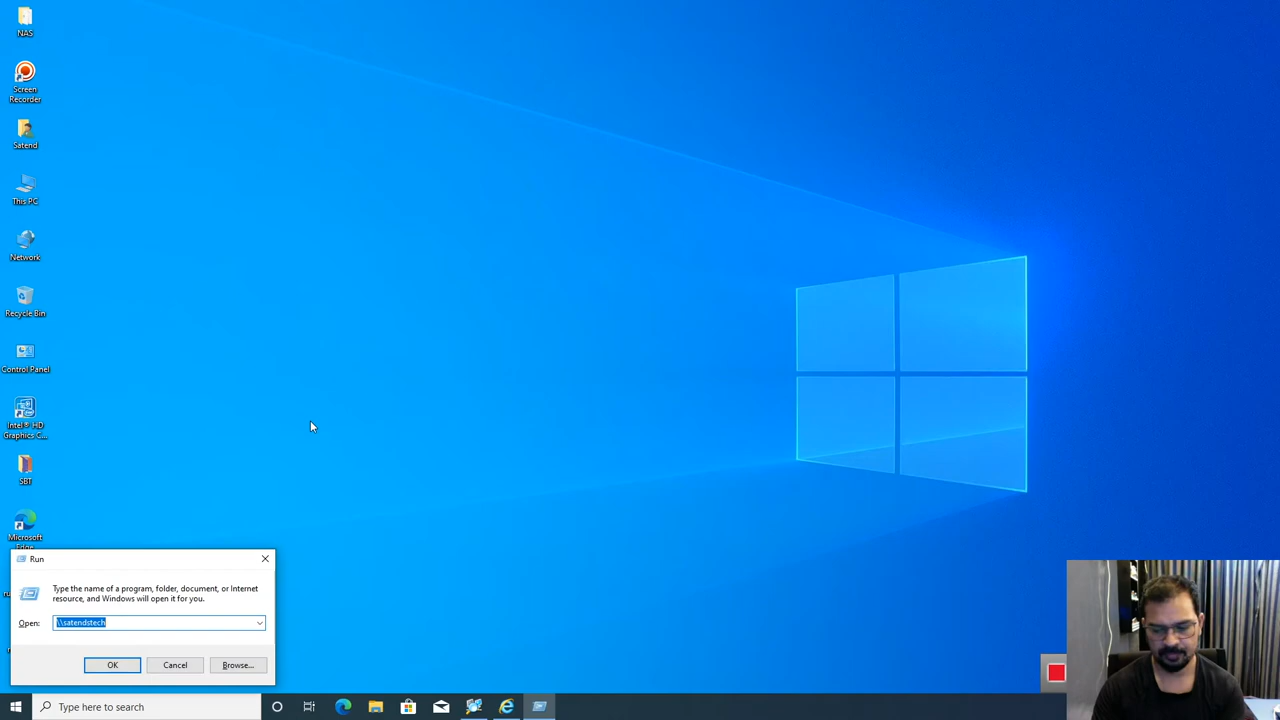 NAS
Screen
Recorder
Satend
This PC
Network
Recycle Bin
Control Panel
Intel® HD
Graphics C...
SBT
Microsoft
Run
Type the name of a program, folder, document, or Internet
resource, and Windows will open it for you.
Open:
\\satendstech
OK
Cancel
Browse...
Type here to search